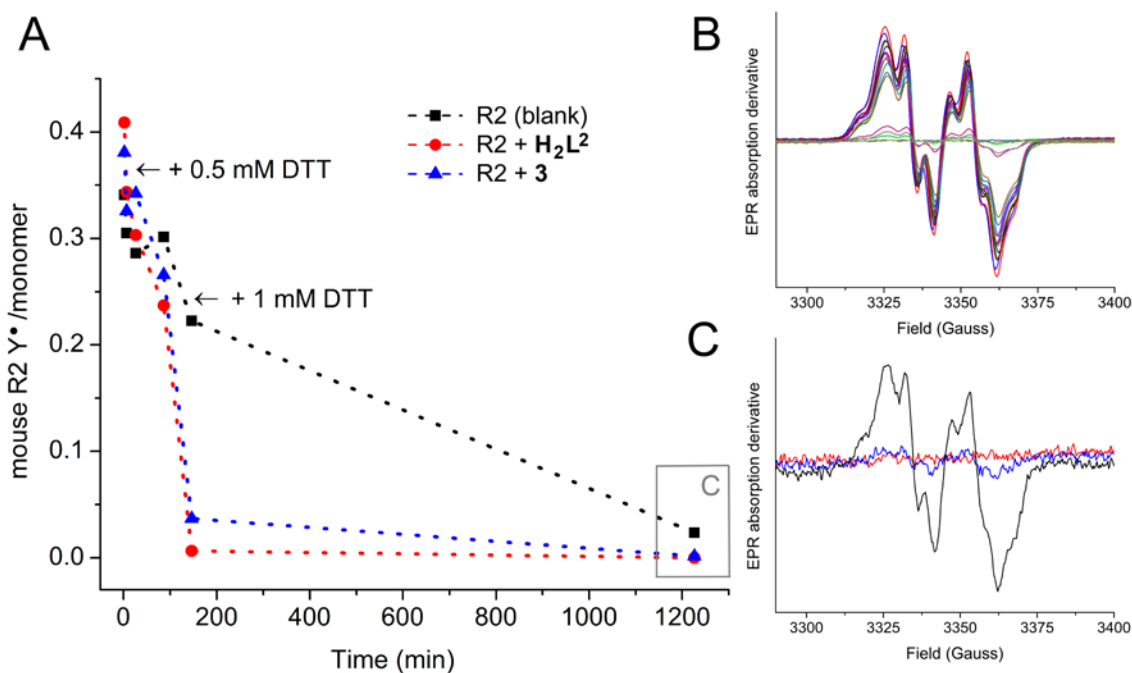 A
mouse R2 Y•/monomer
0.4
0.3
0.2
0.1
0.0
← + 0.5 mM DTT
← + 1 mM DTT
R2 (blank)
R2 + H₂L²
R2 + 3
C
0 200 400 600 800 1000 1200
Time (min)
B
EPR absorption derivative
3300 3325 3350 3375 3400
Field (Gauss)
C
EPR absorption derivative
3300 3325 3350 3375 3400
Field (Gauss)